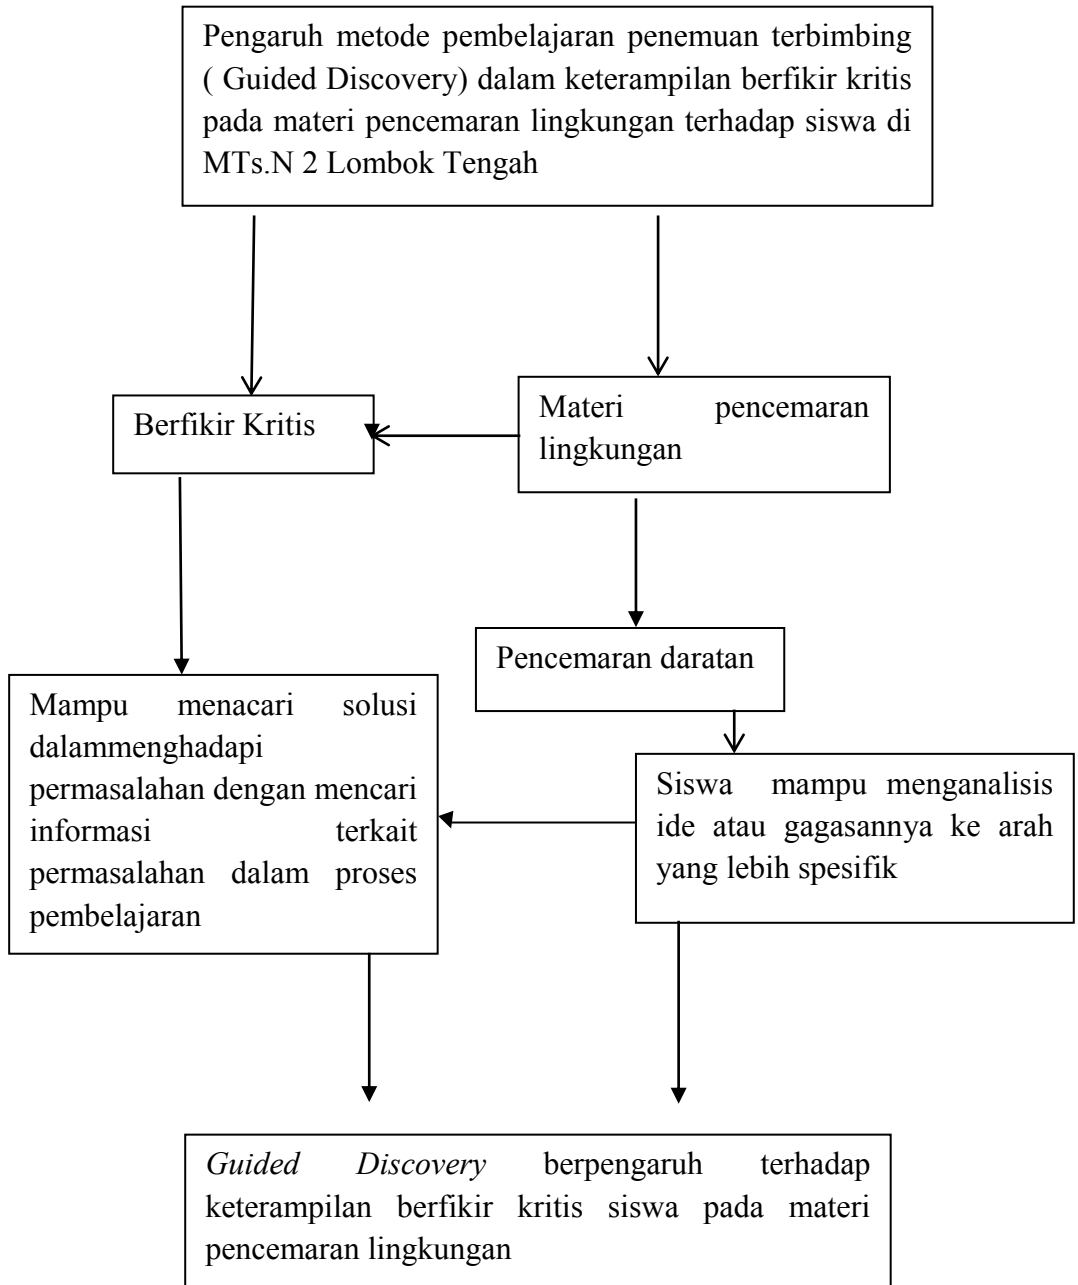 Pengaruh metode pembelajaran penemuan terbimbing
( Guided Discovery) dalam keterampilan berfikir kritis
pada materi pencemaran lingkungan terhadap siswa di
MTs.N 2 Lombok Tengah
Berfikir Kritis
Materi pencemaran
lingkungan
Pencemaran daratan
Mampu menacari solusi
dalammenghadapi
permasalahan dengan mencari
informasi terkait
permasalahan dalam proses
pembelajaran
Siswa mampu menganalisis
ide atau gagasannya ke arah
yang lebih spesifik
Guided Discovery berpengaruh terhadap
keterampilan berfikir kritis siswa pada materi
pencemaran lingkungan